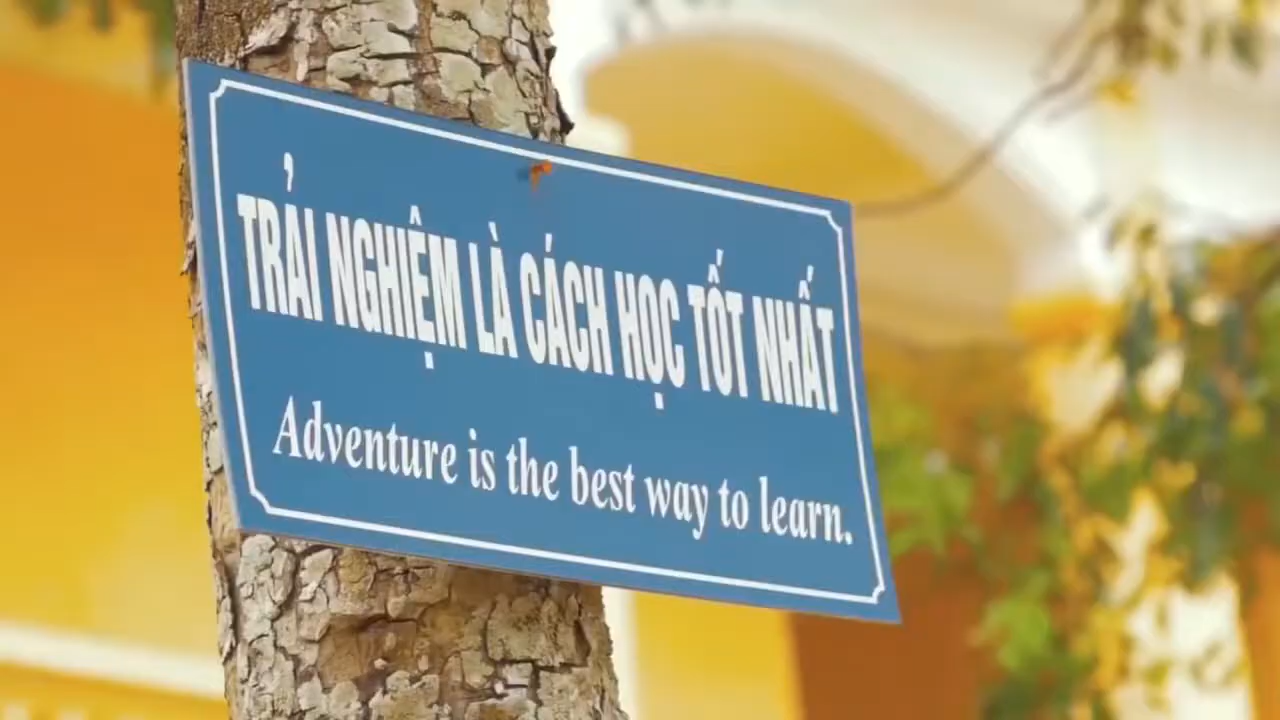 TRẢI NGHIỆM LÀ CÁCH HỌC TỐT NHẤT
Adventure is the best way to learn.